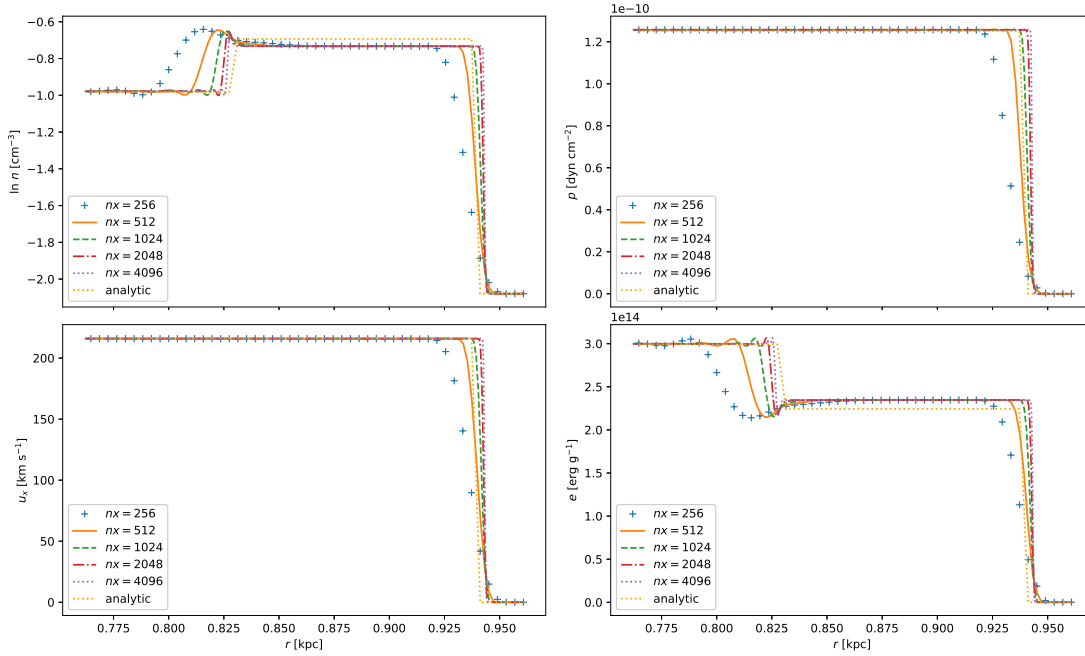 1e−10
−0.6
−0.8
−1.0
−1.2
−1.4
−1.6
−1.8
−2.0
ln n [cm⁻³]
nx = 256
nx = 512
nx = 1024
nx = 2048
nx = 4096
analytic
1.2
1.0
0.8
0.6
0.4
0.2
0.0
p [dyn cm⁻²]
nx = 256
nx = 512
nx = 1024
nx = 2048
nx = 4096
analytic
200
150
100
50
0
uₓ [km s⁻¹]
nx = 256
nx = 512
nx = 1024
nx = 2048
nx = 4096
analytic
0.775 0.800 0.825 0.850 0.875 0.900 0.925 0.950
r [kpc]
1e14
3.0
2.5
2.0
1.5
1.0
0.5
0.0
e [erg g⁻¹]
nx = 256
nx = 512
nx = 1024
nx = 2048
nx = 4096
analytic
0.775 0.800 0.825 0.850 0.875 0.900 0.925 0.950
r [kpc]